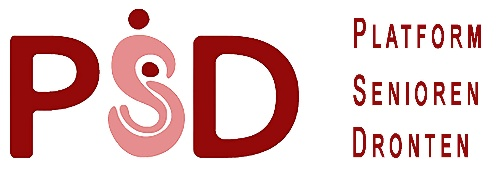 PSD
PLATFORM
SENIOREN
DRONTEN